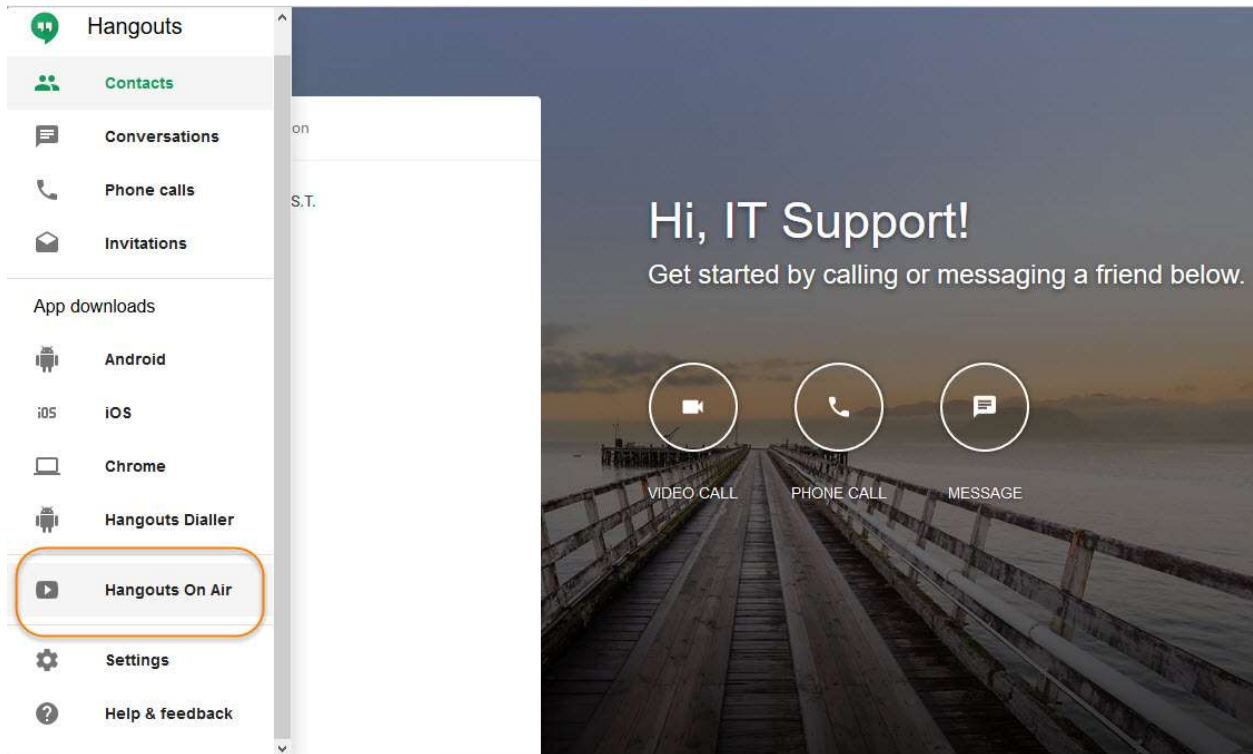 Hangouts
Contacts
Conversations
Phone calls
Invitations
App downloads
Android
iOS
iOS
Chrome
Hangouts Dialler
Hangouts On Air
Settings
Help & feedback
on
S.T.
Hi, IT Support!
Get started by calling or messaging a friend below.
VIDEO CALL PHONE CALL MESSAGE